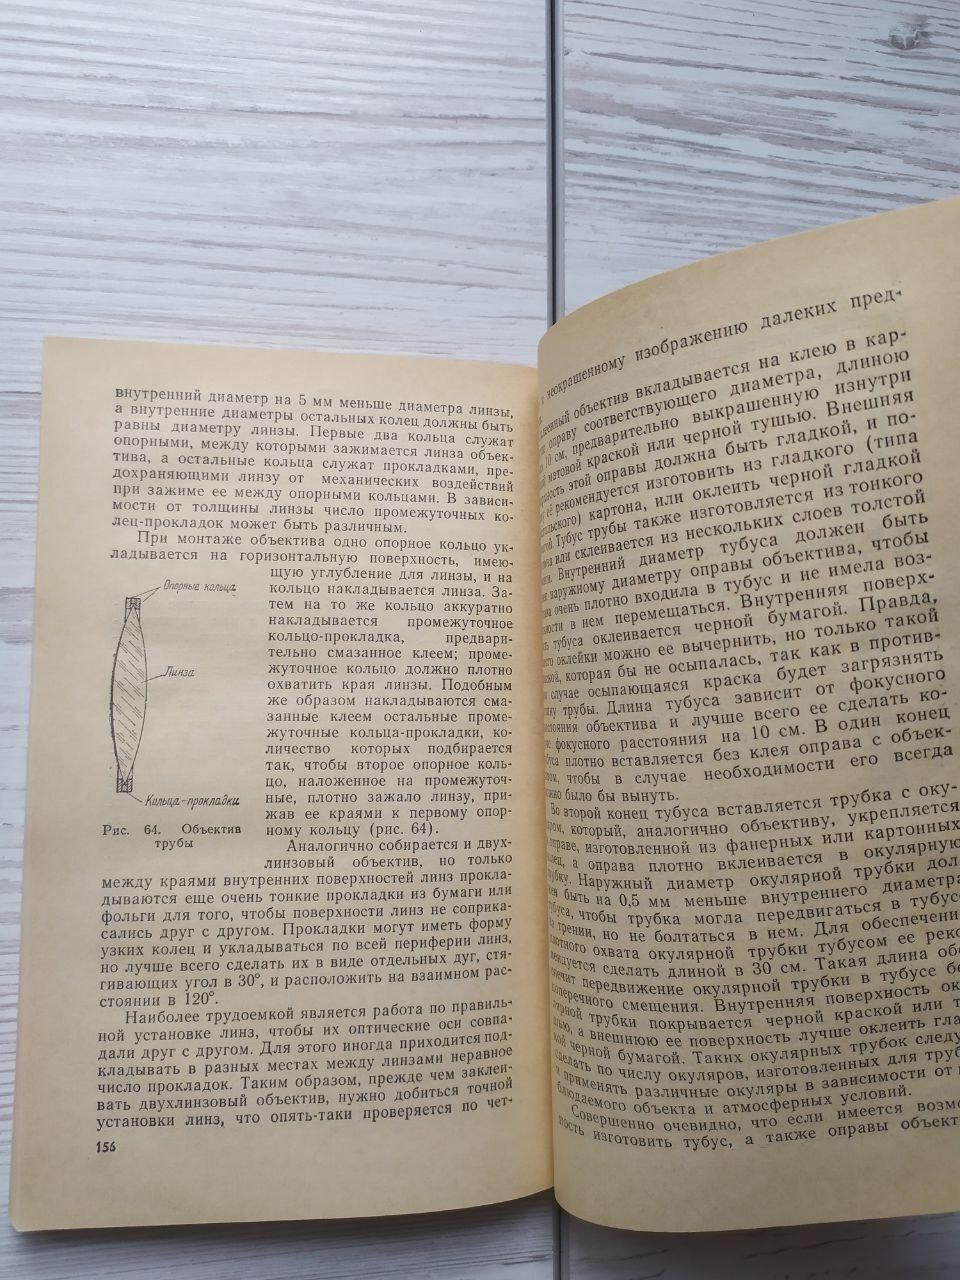 внутренний диаметр на 5 мм меньше диаметра линзы,
а внутренние диаметры остальных колец должны быть
равны диаметру линзы. Первые два кольца служат
опорными, между которыми зажимается линза объек-
тива, а остальные кольца служат прокладками, пре-
дохраняющими линзу от механических воздействий
при зажиме ее между опорными кольцами. В зависи-
мости от толщины линзы число промежуточных ко-
лец-прокладок может быть различным.
При монтаже объектива одно опорное кольцо ук-
ладывается на горизонтальную поверхность, имею-
щую углубление для линзы, и на
кольцо накладывается линза. За-
тем на то же кольцо аккуратно
накладывается промежуточное
кольцо-прокладка, предвари-
тельно смазанное клеем; проме-
жуточное кольцо должно плотно
охватить края линзы. Подобным
же образом накладываются сма-
занные клеем остальные проме-
жуточные кольца-прокладки, ко-
личество которых подбирается
так, чтобы второе опорное коль-
цо, наложенное на промежуточ-
ные, плотно зажало линзу, при-
жав ее краями к первому опор-
ному кольцу (рис. 64).
Опорные кольца
Линза
Кольца-прокладки
Рис. 64. Объектив
трубы
Аналогично собирается и двух-
линзовый объектив, но только
между краями внутренних поверхностей линз прокла-
дываются еще очень тонкие прокладки из бумаги или
фольги для того, чтобы поверхности линз не соприка-
сались друг с другом. Прокладки могут иметь форму
узких колец и укладываться по всей периферии линз,
но лучше всего сделать их в виде отдельных дуг, стя-
гивающих угол в 30°, и расположить на взаимном рас-
стоянии в 120°.
Наиболее трудоемкой является работа по правиль-
ной установке линз, чтобы их оптические оси совпа-
дали друг с другом. Для этого иногда приходится под-
кладывать в разных местах между линзами неравное
число прокладок. Таким образом, прежде чем заклеи-
вать двухлинзовый объектив, нужно добиться точной
установки линз, что опять-таки проверяется по чет-
156
неокрашенному изображению далеких пред-
объектив вкладывается на клею в кар-
оправу соответствующего диаметра, длиною
10 см, предварительно выкрашенную изнутри
матовой краской или черной тушью. Внешняя
этой оправы должна быть гладкой, и по-
её рекомендуется изготовить из гладкого (типа
картона, или оклеить черной гладкой
Тубус трубы также изготовляется из тонкого
или склеивается из нескольких слоев толстой
Внутренний диаметр тубуса должен быть
наружному диаметру оправы объектива, чтобы
очень плотно входила в тубус и не имела воз-
в нем перемещаться. Внутренняя поверх-
тубуса оклеивается черной бумагой. Правда,
оклейки можно ее вычернить, но только такой
которая бы не осыпалась, так как в против-
случае осыпающаяся краска будет загрязнять
трубы. Длина тубуса зависит от фокусного
объектива и лучше всего ее сделать ко-
фокусного расстояния на 10 см. В один конец
плотно вставляется без клея оправа с объек-
чтобы в случае необходимости его всегда
было бы вынуть.
Во второй конец тубуса вставляется трубка с оку-
который, аналогично объективу, укрепляется
оправе, изготовленной из фанерных или картонных
а оправа плотно вклеивается в окулярную
трубку. Наружный диаметр окулярной трубки дол-
быть на 0,5 мм меньше внутреннего диаметра
тубуса, чтобы трубка могла передвигаться в тубусе
трении, но не болтаться в нем. Для обеспечени
плотного охвата окулярной трубки тубусом ее реко
сделать длиной в 30 см. Такая длина обе
передвижение окулярной трубки в тубусе бе
поперечного смещения. Внутренняя поверхность ок
трубки покрывается черной краской или т
а внешнюю ее поверхность лучше оклеить гла
черной бумагой. Таких окулярных трубок следу
сделать по числу окуляров, изготовленных для труб
и применять различные окуляры в зависимости от
объекта и атмосферных условий.
Совершенно очевидно, что если имеется возмо
изготовить тубус, а также оправы объекти